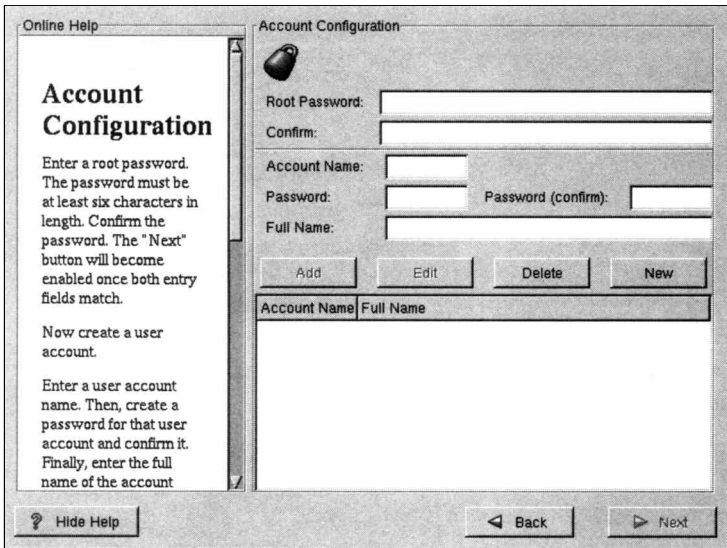 Online Help
Account
Configuration
Enter a root password.
The password must be
at least six characters in
length. Confirm the
password. The "Next"
button will become
enabled once both entry
fields match.
Now create a user
account.
Enter a user account
name. Then, create a
password for that user
account and confirm it.
Finally, enter the full
name of the account
Account Configuration
Root Password:
Confirm:
Account Name:
Password:
Password (confirm):
Full Name:
Add
Edit
Delete
New
Account Name
Full Name
? Hide Help
Back
Next